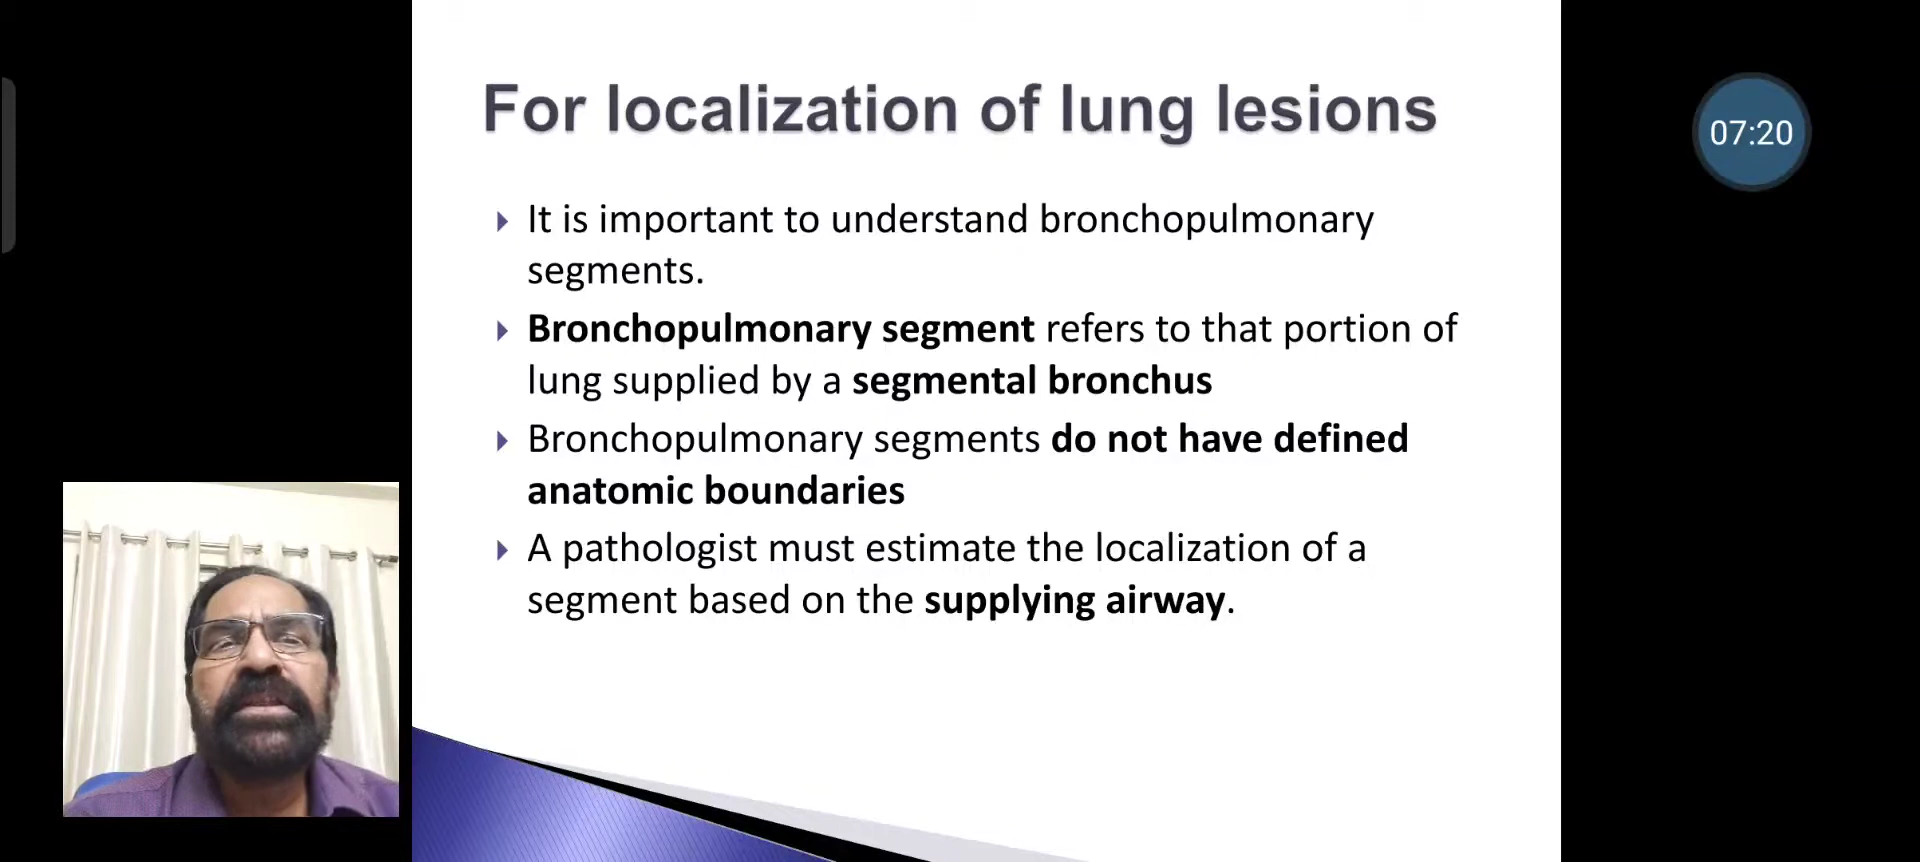 For localization of lung lesions
07:20
It is important to understand bronchopulmonary
segments.
Bronchopulmonary segment refers to that portion of
lung supplied by a segmental bronchus
Bronchopulmonary segments do not have defined
anatomic boundaries
A pathologist must estimate the localization of a
segment based on the supplying airway.